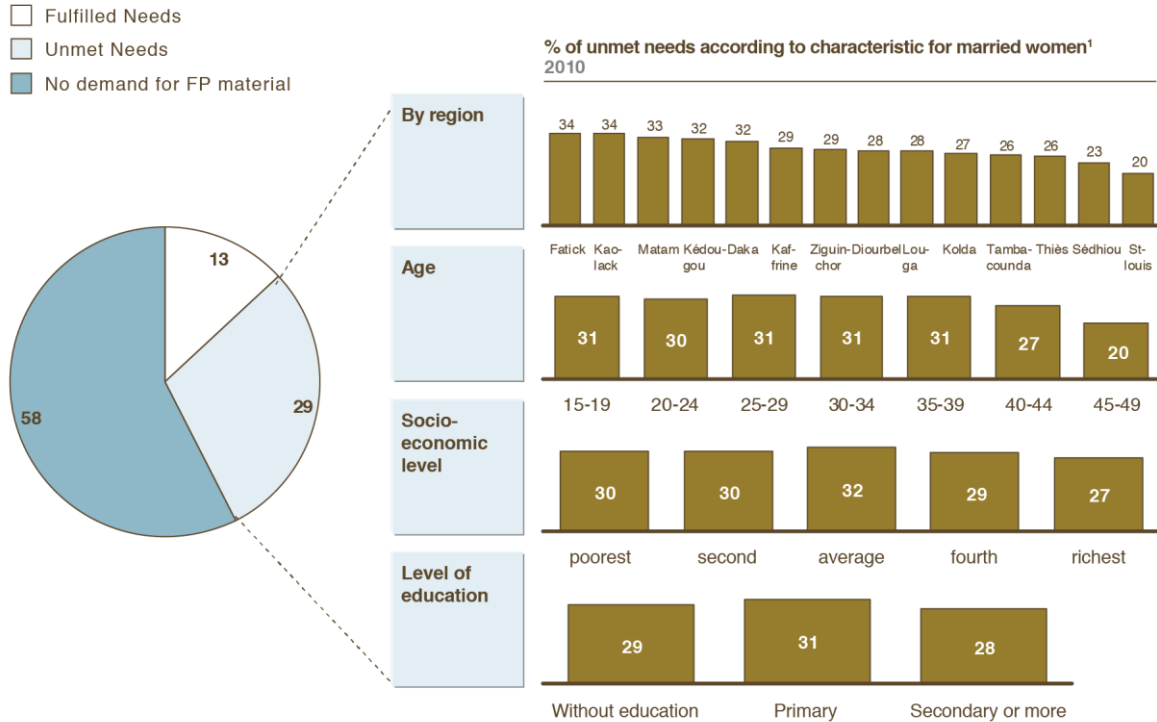 Fulfilled Needs
Unmet Needs
No demand for FP material
13
29
58
% of unmet needs according to characteristic for married women¹
2010
By region
34 34 33 32 32 29 29 28 28 27 26 26 23 20
Fatick Kao- Matam Kédou- Daka Kaf- Ziguin- Diourbel Lou- Kolda Tamba- Thiès Sédhiou St-
lack gou frine chor ga counda louis
Age
31 30 31 31 31 27 20
15-19 20-24 25-29 30-34 35-39 40-44 45-49
Socio-
economic
level
30 30 32 29 27
poorest second average fourth richest
Level of
education
29 31 28
Without education Primary Secondary or more